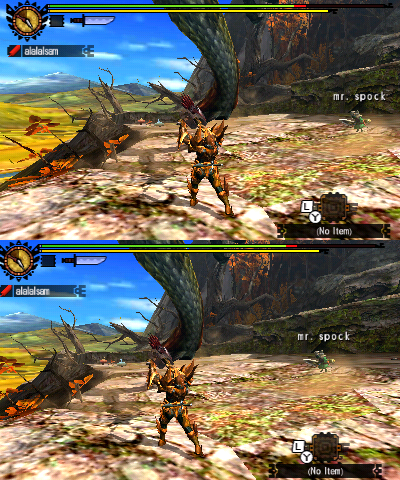 alalalsam
mr. spock
L
Y
(No Item)
alalalsam
mr. spock
L
Y
(No Item)